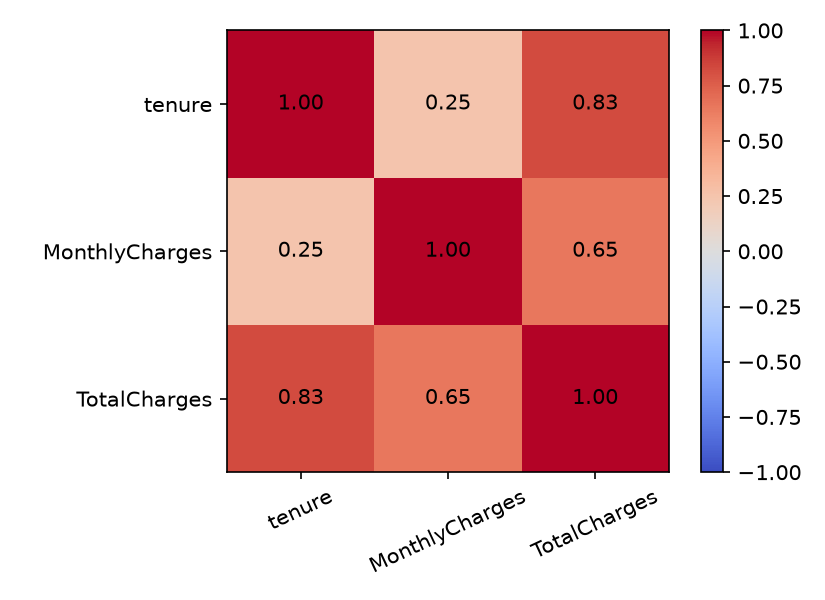 tenure 1.00 0.25 0.83
MonthlyCharges 0.25 1.00 0.65
TotalCharges 0.83 0.65 1.00
tenure MonthlyCharges TotalCharges
1.00
0.75
0.50
0.25
0.00
−0.25
−0.50
−0.75
−1.00